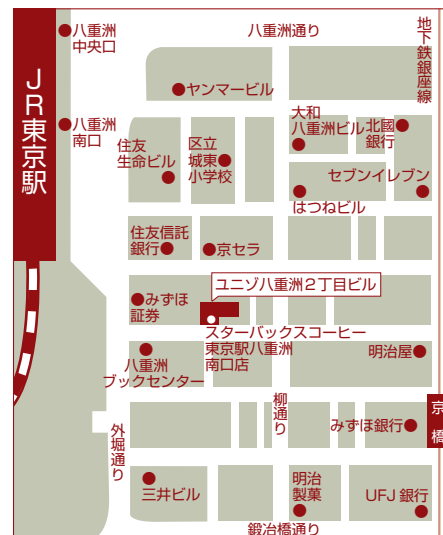 八重洲通り
地下鉄銀座線
八重洲
中央口
JR東京駅
ヤンマービル
八重洲
南口
大和
八重洲ビル
北國
銀行
住友
生命ビル
区立
城東
小学校
セブンイレブン
はつねビル
住友信託
銀行
京セラ
ユニゾ八重洲2丁目ビル
みずほ
証券
スターバックスコーヒー
東京駅八重洲
南口店
明治屋
八重洲
ブックセンター
柳通り
京橋
外堀通り
みずほ銀行
三井ビル
明治
製菓
UFJ銀行
鍛冶橋通り